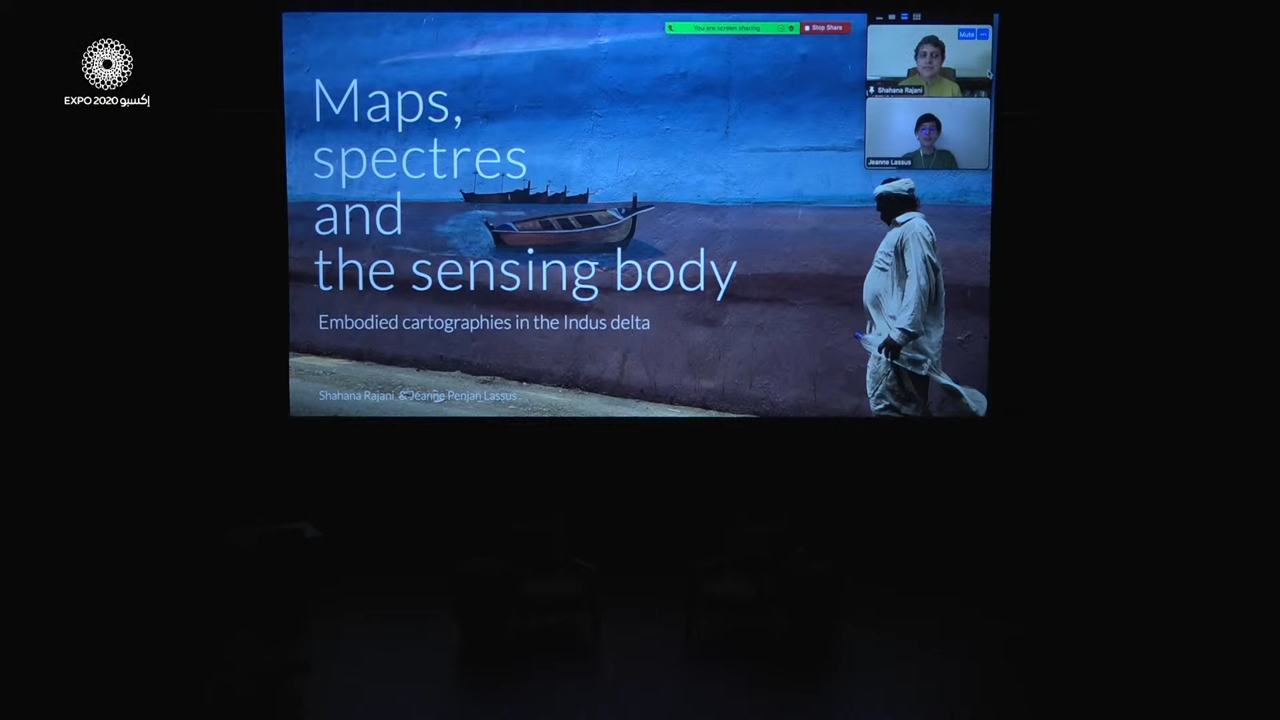 EXPO 2020 إكسبو
You are screen sharing
Stop Share
Mute
Shahana Rajani
Jeanne Lassus
Maps,
spectres
and
the sensing body
Embodied cartographies in the Indus delta
Shahana Rajani & Jeanne Penjan Lassus